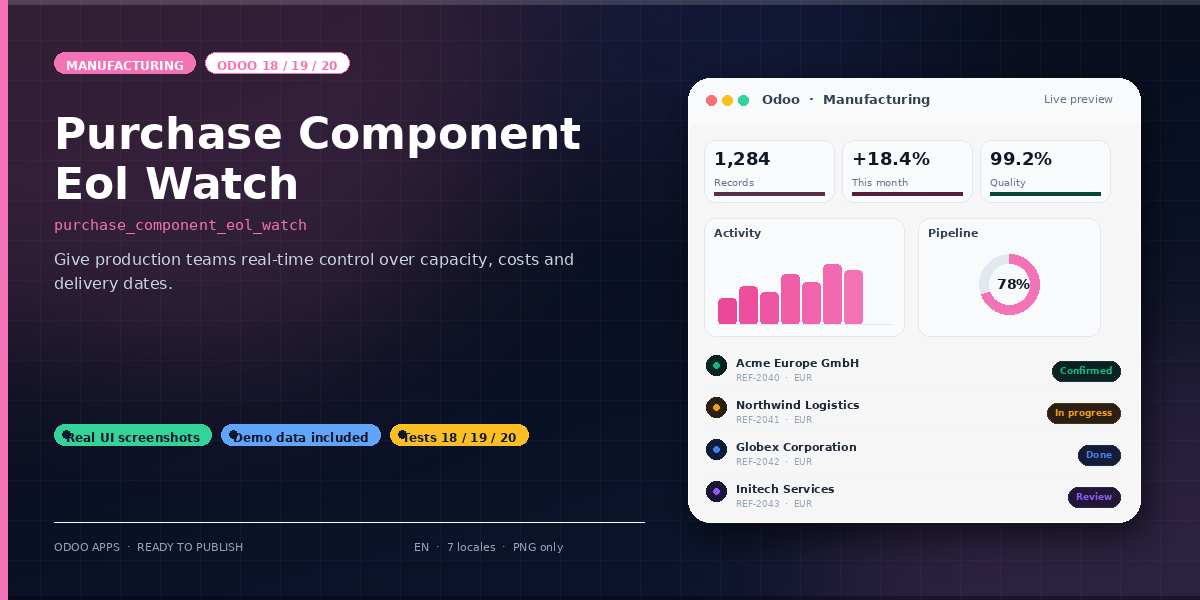 MANUFACTURING
ODOO 18 / 19 / 20
Purchase Component
Eol Watch
purchase_component_eol_watch
Give production teams real-time control over capacity, costs and
delivery dates.
Real UI screenshots
Demo data included
Tests 18 / 19 / 20
ODOO APPS · READY TO PUBLISH
EN · 7 locales · PNG only
Odoo · Manufacturing
Live preview
1,284
Records
+18.4%
This month
99.2%
Quality
Activity
Pipeline
78%
Acme Europe GmbH
REF-2040 · EUR
Confirmed
Northwind Logistics
REF-2041 · EUR
In progress
Globex Corporation
REF-2042 · EUR
Done
Initech Services
REF-2043 · EUR
Review